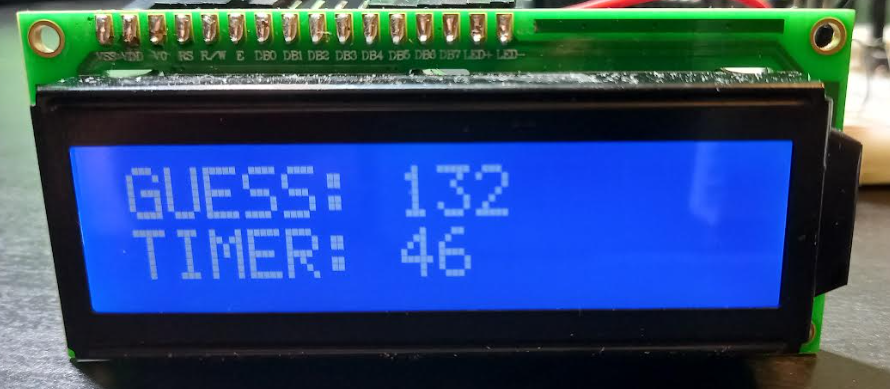 VSS VDD V0 RS R/W E DB0 DB1 DB2 DB3 DB4 DB5 DB6 DB7 LED+ LED-
GUESS: 132
TIMER: 46